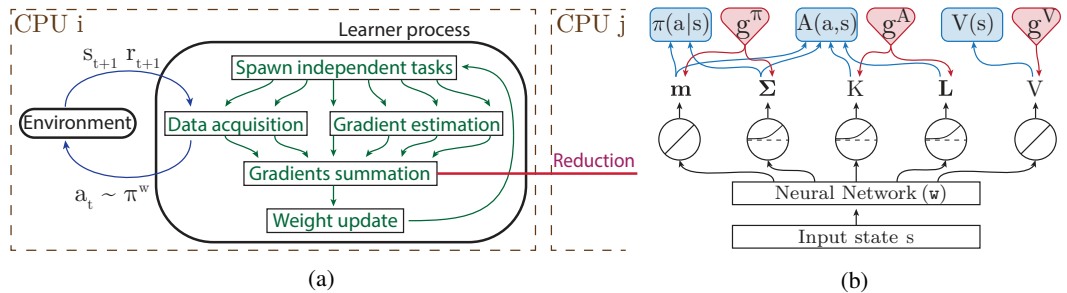 CPU i
CPU j
Learner process
Spawn independent tasks
s_{t+1} r_{t+1}
Environment
Data acquisition
Gradient estimation
a_t ~ π^w
Gradients summation
Reduction
Weight update
(a)
π(a|s) g^π A(a,s) g^A V(s) g^V
m Σ K L V
Neural Network (w)
Input state s
(b)